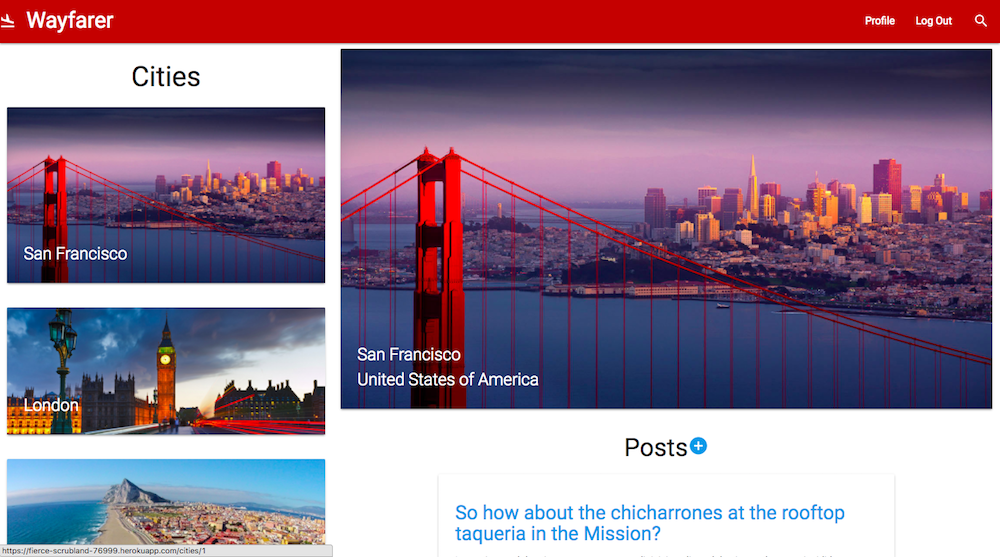 Wayfarer
Profile
Log Out
Cities
San Francisco
London
San Francisco
United States of America
Posts
So how about the chicharrones at the rooftop
taqueria in the Mission?
https://fierce-scrubland-76999.herokuapp.com/cities/1